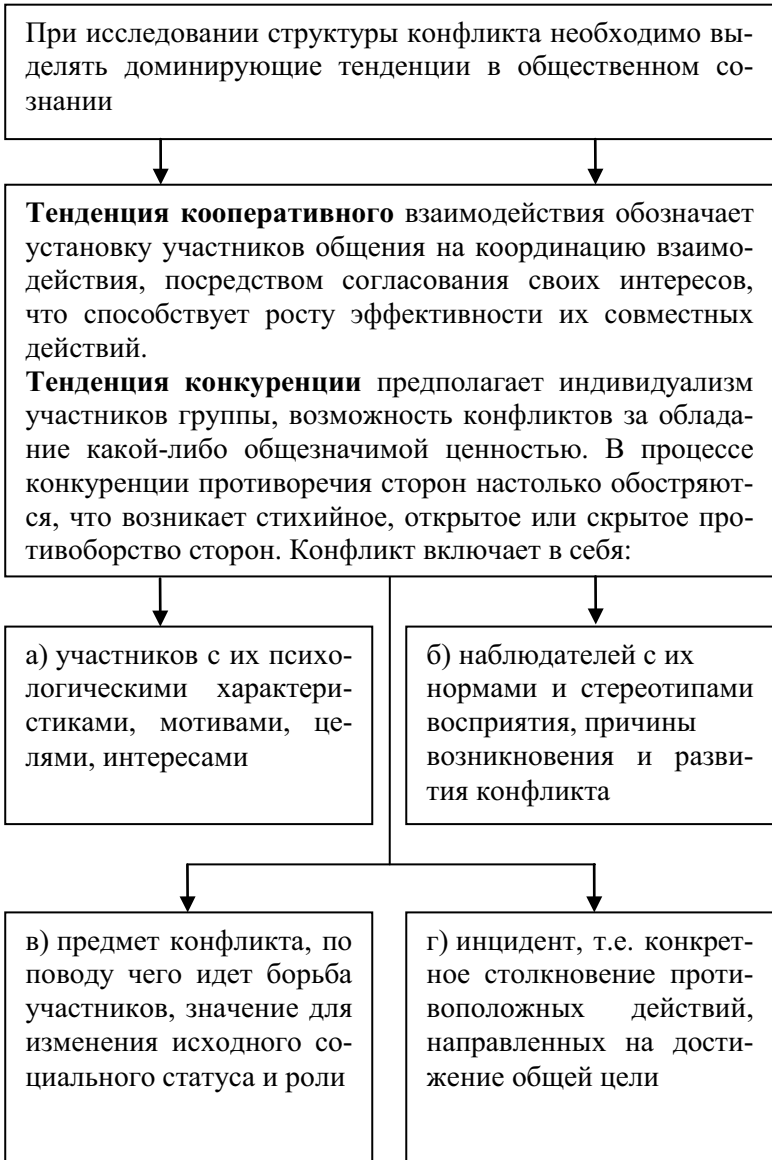 При исследовании структуры конфликта необходимо вы-
делять доминирующие тенденции в общественном со-
знании
Тенденция кооперативного взаимодействия обозначает
установку участников общения на координацию взаимо-
действия, посредством согласования своих интересов,
что способствует росту эффективности их совместных
действий.
Тенденция конкуренции предполагает индивидуализм
участников группы, возможность конфликтов за облада-
ние какой-либо общезначимой ценностью. В процессе
конкуренции противоречия сторон настолько обостряют-
ся, что возникает стихийное, открытое или скрытое про-
тивоборство сторон. Конфликт включает в себя:
а) участников с их психо-
логическими характери-
стиками, мотивами, це-
лями, интересами
б) наблюдателей с их
нормами и стереотипами
восприятия, причины
возникновения и разви-
тия конфликта
в) предмет конфликта, по
поводу чего идет борьба
участников, значение для
изменения исходного со-
циального статуса и роли
г) инцидент, т.е. конкрет-
ное столкновение проти-
воположных действий,
направленных на дости-
жение общей цели